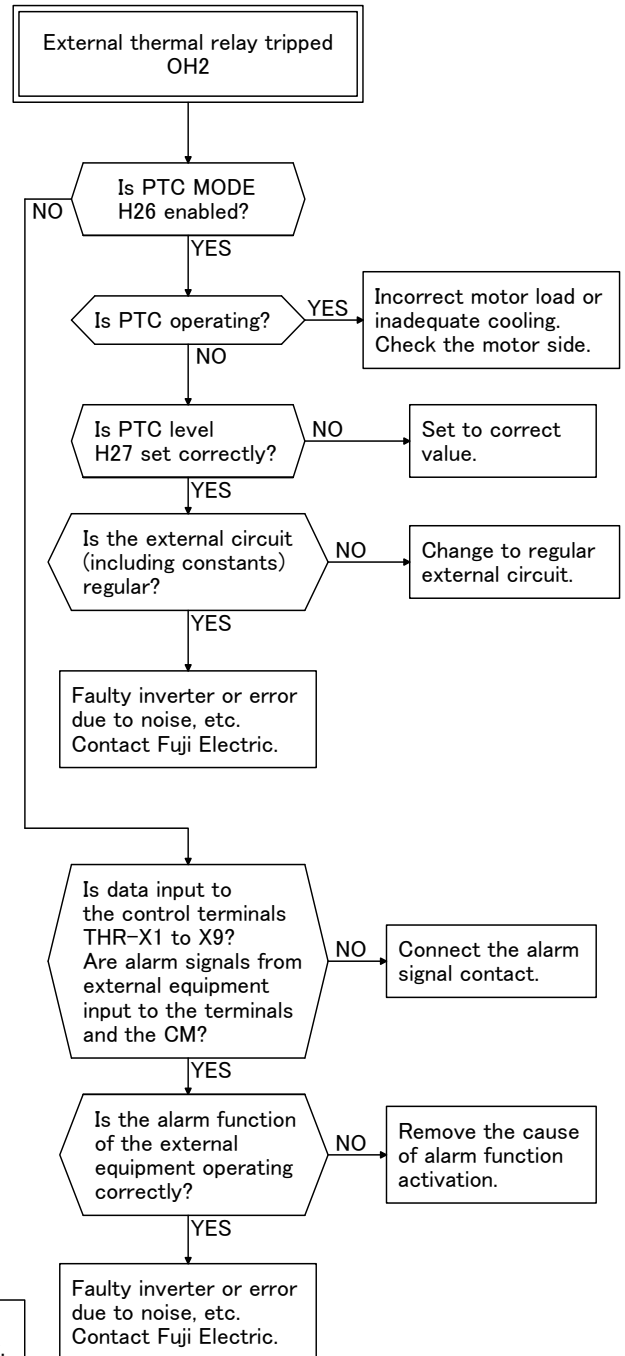 External thermal relay tripped
OH2
Is PTC MODE
H26 enabled?
NO
YES
Is PTC operating?
YES
Incorrect motor load or
inadequate cooling.
Check the motor side.
NO
Is PTC level
H27 set correctly?
NO
Set to correct
value.
YES
Is the external circuit
(including constants)
regular?
NO
Change to regular
external circuit.
YES
Faulty inverter or error
due to noise, etc.
Contact Fuji Electric.
Is data input to
the control terminals
THR-X1 to X9?
Are alarm signals from
external equipment
input to the terminals
and the CM?
NO
Connect the alarm
signal contact.
YES
Is the alarm function
of the external
equipment operating
correctly?
NO
Remove the cause
of alarm function
activation.
YES
Faulty inverter or error
due to noise, etc.
Contact Fuji Electric.